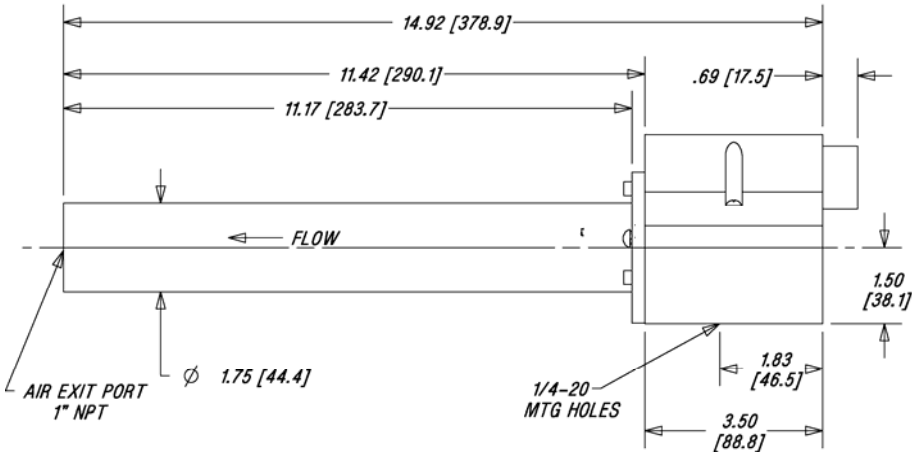 14.92 [378.9]
11.42 [290.1]
.69 [17.5]
11.17 [283.7]
FLOW
1.50
[38.1]
Ø 1.75 [44.4]
AIR EXIT PORT
1" NPT
1/4-20
MTG HOLES
1.83
[46.5]
3.50
[88.8]